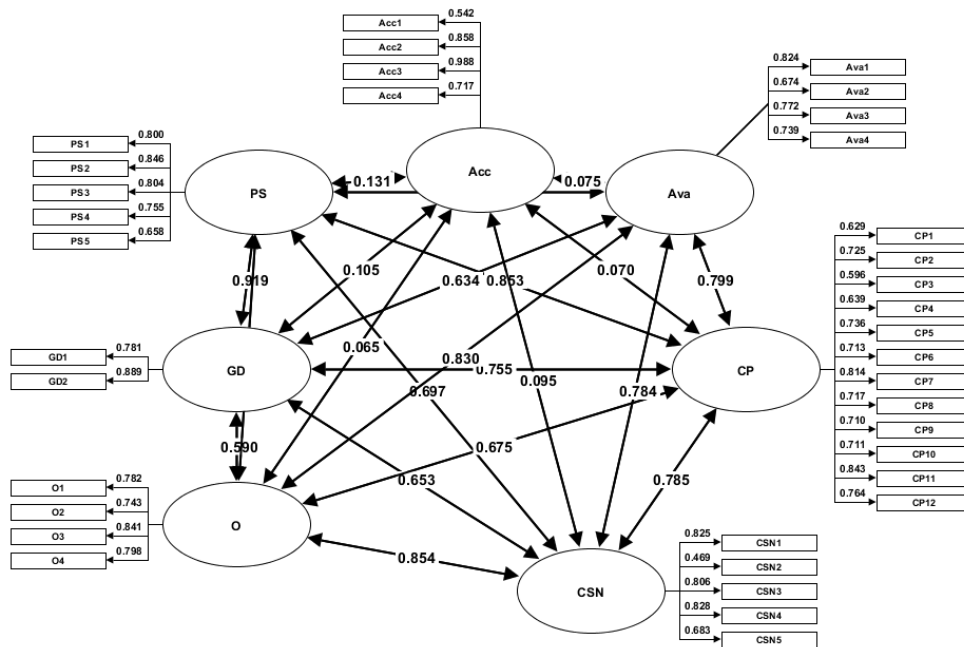 Acc1 0.542
Acc2 0.858
Acc3 0.988
Acc4 0.717
0.824 Ava1
0.674 Ava2
0.772 Ava3
0.739 Ava4
PS1 0.800
PS2 0.846
PS3 0.804
PS4 0.755
PS5 0.658
PS
Acc
Ava
0.131
0.075
0.629 CP1
0.725 CP2
0.596 CP3
0.639 CP4
0.736 CP5
0.713 CP6
0.814 CP7
0.717 CP8
0.710 CP9
0.711 CP10
0.843 CP11
0.764 CP12
0.919
0.105
0.634
0.853
0.070
0.799
GD1 0.781
GD2 0.889
GD
CP
0.065
0.830
0.755
0.697
0.095
0.784
0.590
0.675
0.653
0.785
O1 0.782
O2 0.743
O3 0.841
O4 0.798
O
0.854
CSN
0.825 CSN1
0.469 CSN2
0.806 CSN3
0.828 CSN4
0.683 CSN5